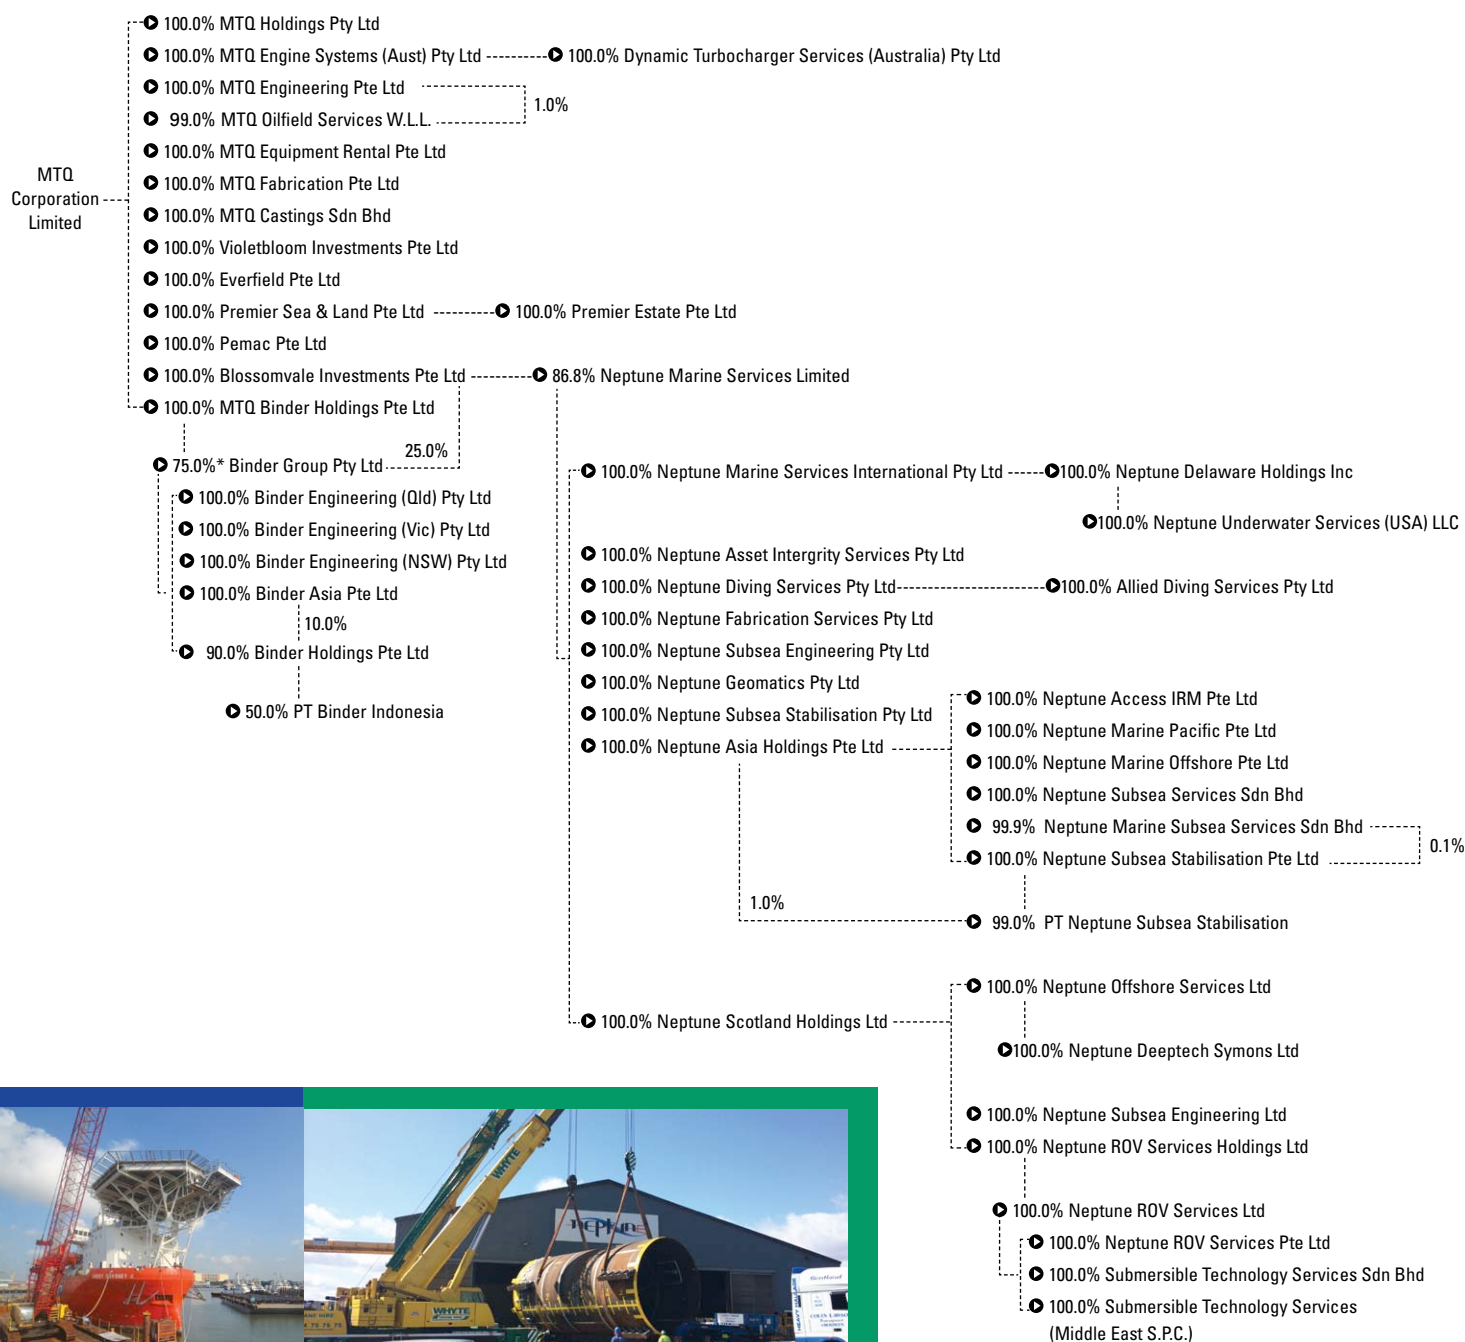 100.0% MTQ Holdings Pty Ltd
100.0% MTQ Engine Systems (Aust) Pty Ltd
100.0% Dynamic Turbocharger Services (Australia) Pty Ltd
100.0% MTQ Engineering Pte Ltd
1.0%
99.0% MTQ Oilfield Services W.L.L.
100.0% MTQ Equipment Rental Pte Ltd
MTQ
Corporation
Limited
100.0% MTQ Fabrication Pte Ltd
100.0% MTQ Castings Sdn Bhd
100.0% Violetbloom Investments Pte Ltd
100.0% Everfield Pte Ltd
100.0% Premier Sea & Land Pte Ltd
100.0% Premier Estate Pte Ltd
100.0% Pemac Pte Ltd
100.0% Blossomvale Investments Pte Ltd
86.8% Neptune Marine Services Limited
100.0% MTQ Binder Holdings Pte Ltd
25.0%
75.0%* Binder Group Pty Ltd
100.0% Binder Engineering (Qld) Pty Ltd
100.0% Binder Engineering (Vic) Pty Ltd
100.0% Binder Engineering (NSW) Pty Ltd
100.0% Binder Asia Pte Ltd
10.0%
90.0% Binder Holdings Pte Ltd
50.0% PT Binder Indonesia
100.0% Neptune Marine Services International Pty Ltd
100.0% Neptune Delaware Holdings Inc
100.0% Neptune Underwater Services (USA) LLC
100.0% Neptune Asset Intergrity Services Pty Ltd
100.0% Neptune Diving Services Pty Ltd
100.0% Allied Diving Services Pty Ltd
100.0% Neptune Fabrication Services Pty Ltd
100.0% Neptune Subsea Engineering Pty Ltd
100.0% Neptune Geomatics Pty Ltd
100.0% Neptune Subsea Stabilisation Pty Ltd
100.0% Neptune Asia Holdings Pte Ltd
100.0% Neptune Access IRM Pte Ltd
100.0% Neptune Marine Pacific Pte Ltd
100.0% Neptune Marine Offshore Pte Ltd
100.0% Neptune Subsea Services Sdn Bhd
99.9% Neptune Marine Subsea Services Sdn Bhd
0.1%
100.0% Neptune Subsea Stabilisation Pte Ltd
1.0%
99.0% PT Neptune Subsea Stabilisation
100.0% Neptune Scotland Holdings Ltd
100.0% Neptune Offshore Services Ltd
100.0% Neptune Deeptech Symons Ltd
100.0% Neptune Subsea Engineering Ltd
100.0% Neptune ROV Services Holdings Ltd
100.0% Neptune ROV Services Ltd
100.0% Neptune ROV Services Pte Ltd
100.0% Submersible Technology Services Sdn Bhd
100.0% Submersible Technology Services
(Middle East S.P.C.)
WHYTE
NEPTUNE
WHYTE